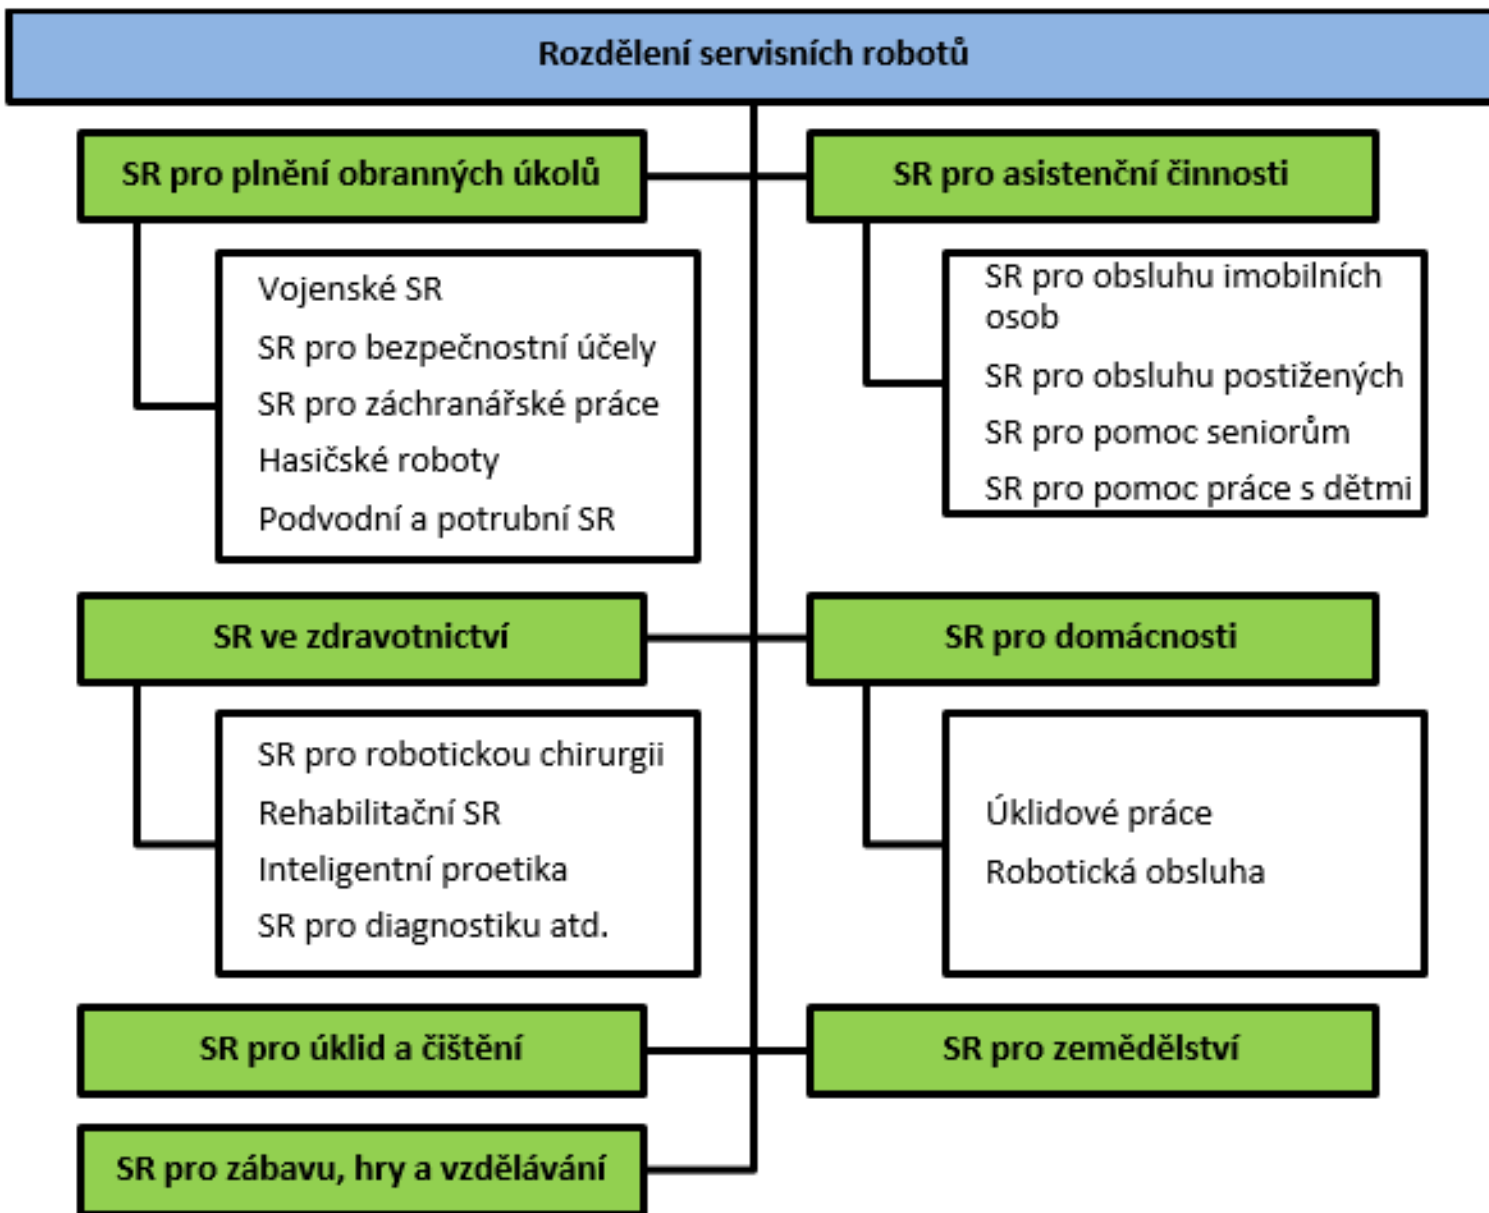 Rozdělení servisních robotů
SR pro plnění obranných úkolů
Vojenské SR
SR pro bezpečnostní účely
SR pro záchranářské práce
Hasičské roboty
Podvodní a potrubní SR
SR pro asistenční činnosti
SR pro obsluhu imobilních
osob
SR pro obsluhu postižených
SR pro pomoc seniorům
SR pro pomoc práce s dětmi
SR ve zdravotnictví
SR pro robotickou chirurgii
Rehabilitační SR
Inteligentní proetika
SR pro diagnostiku atd.
SR pro domácnosti
Úklidové práce
Robotická obsluha
SR pro úklid a čištění
SR pro zemědělství
SR pro zábavu, hry a vzdělávání